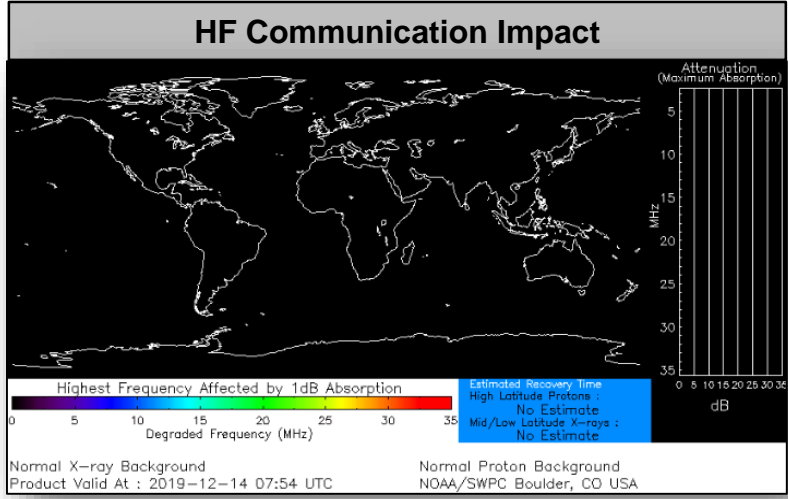 HF Communication Impact
Attenuation
(Maximum Absorption)
5
10
15
20
25
30
35
MHz
0 5 10 15 20 25 30 35
dB
Highest Frequency Affected by 1dB Absorption
0 5 10 15 20 25 30 35
Degraded Frequency (MHz)
Estimated Recovery Time
High Latitude Protons :
No Estimate
Mid/Low Latitude X-rays :
No Estimate
Normal X-ray Background
Normal Proton Background
Product Valid At : 2019-12-14 07:54 UTC
NOAA/SWPC Boulder, CO USA